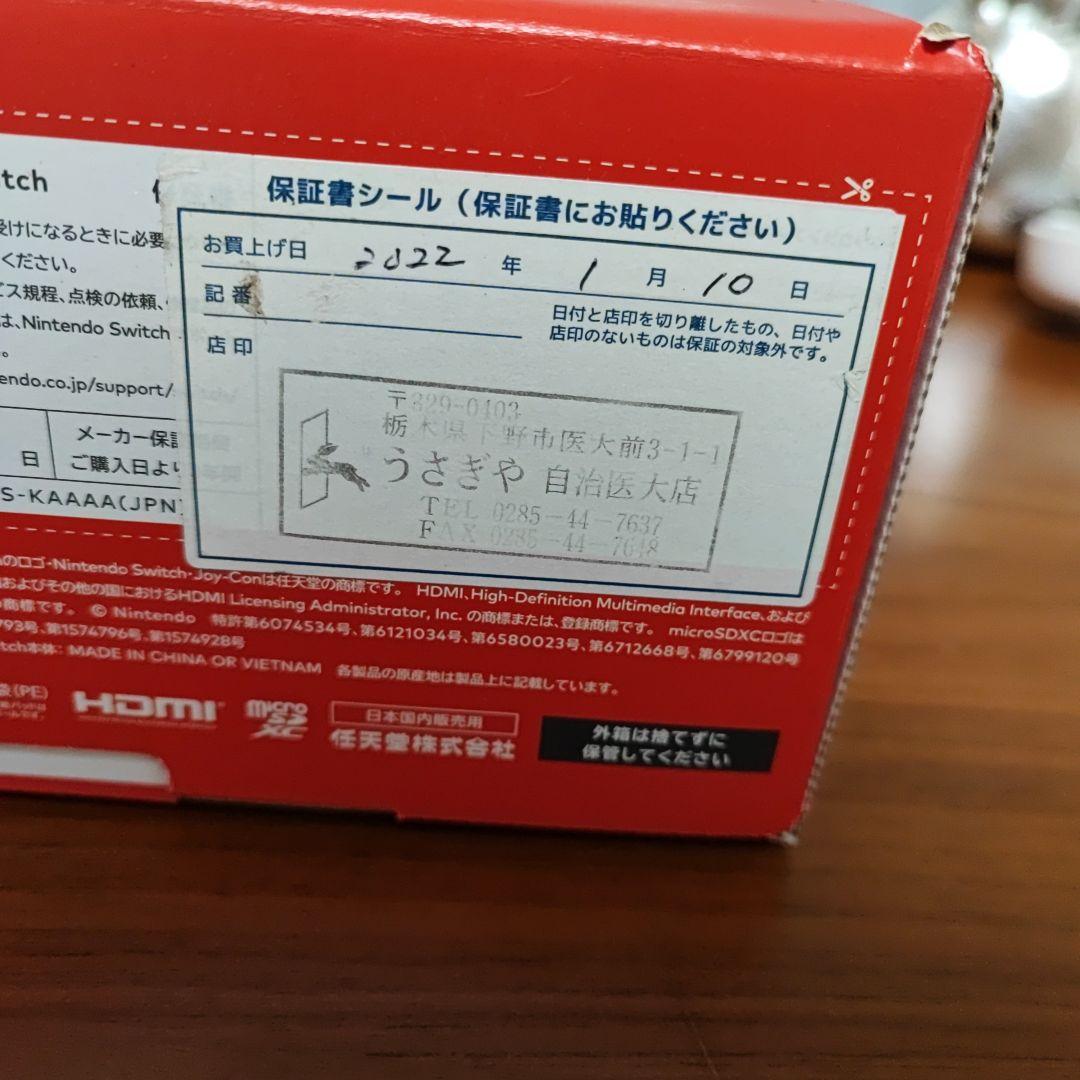 tch
保証書シール（保証書にお貼りください）
お買上げ日 2022 年 1 月 10 日
記番
日付と店印を切り離したもの、日付や
店印のないものは保証の対象外です。
店印
〒329-0403
栃木県下野市医大前3-1-1
うさぎや 自治医大店
TEL 0285-44-7637
FAX 0285-44-7648
受けになるときに必要
ください。
ビス規程、点検の依頼、
は、Nintendo Switch
。
endo.co.jp/support/
メーカー保証
日 ご購入日より
S-KAAAA(JPN)
のロゴ・Nintendo Switch・Joy-Conは任天堂の商標です。 HDMI、High-Definition Multimedia Interface、および
およびその他の国におけるHDMI Licensing Administrator, Inc. の商標または、登録商標です。 microSDXCロゴは
商標です。 © Nintendo 特許第6074534号、第6121034号、第6580023号、第6712668号、第6799120号
793号、第1574796号、第1574928号
tch本体： MADE IN CHINA OR VIETNAM 各製品の原産地は製品上に記載しています。
袋(PE)
HDMI
micro SD XC
日本国内販売用
任天堂株式会社
外箱は捨てずに
保管してください